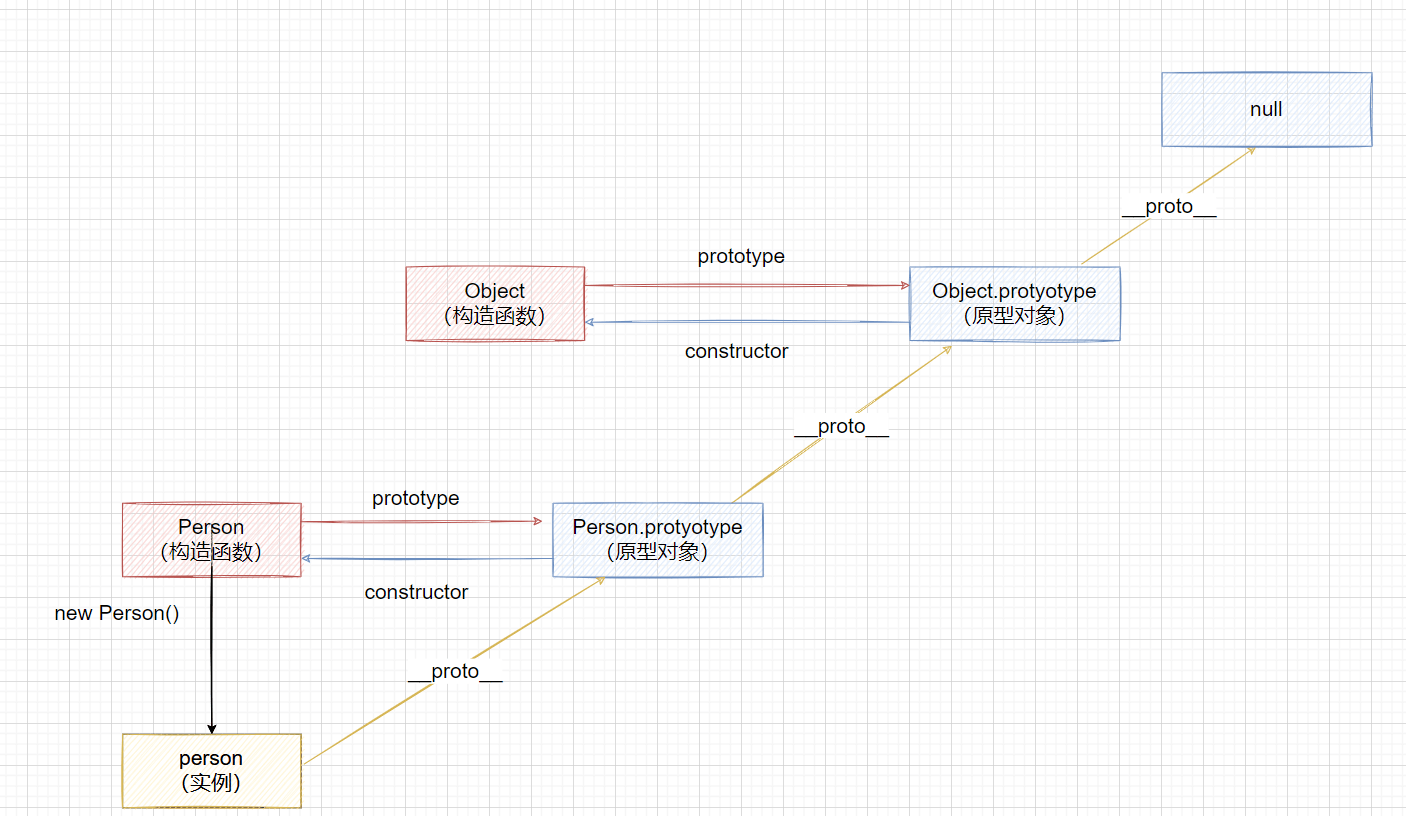 null
__proto__
prototype
Object
（构造函数）
Object.protyotype
（原型对象）
constructor
__proto__
prototype
Person
（构造函数）
Person.protyotype
（原型对象）
constructor
new Person()
__proto__
person
（实例）